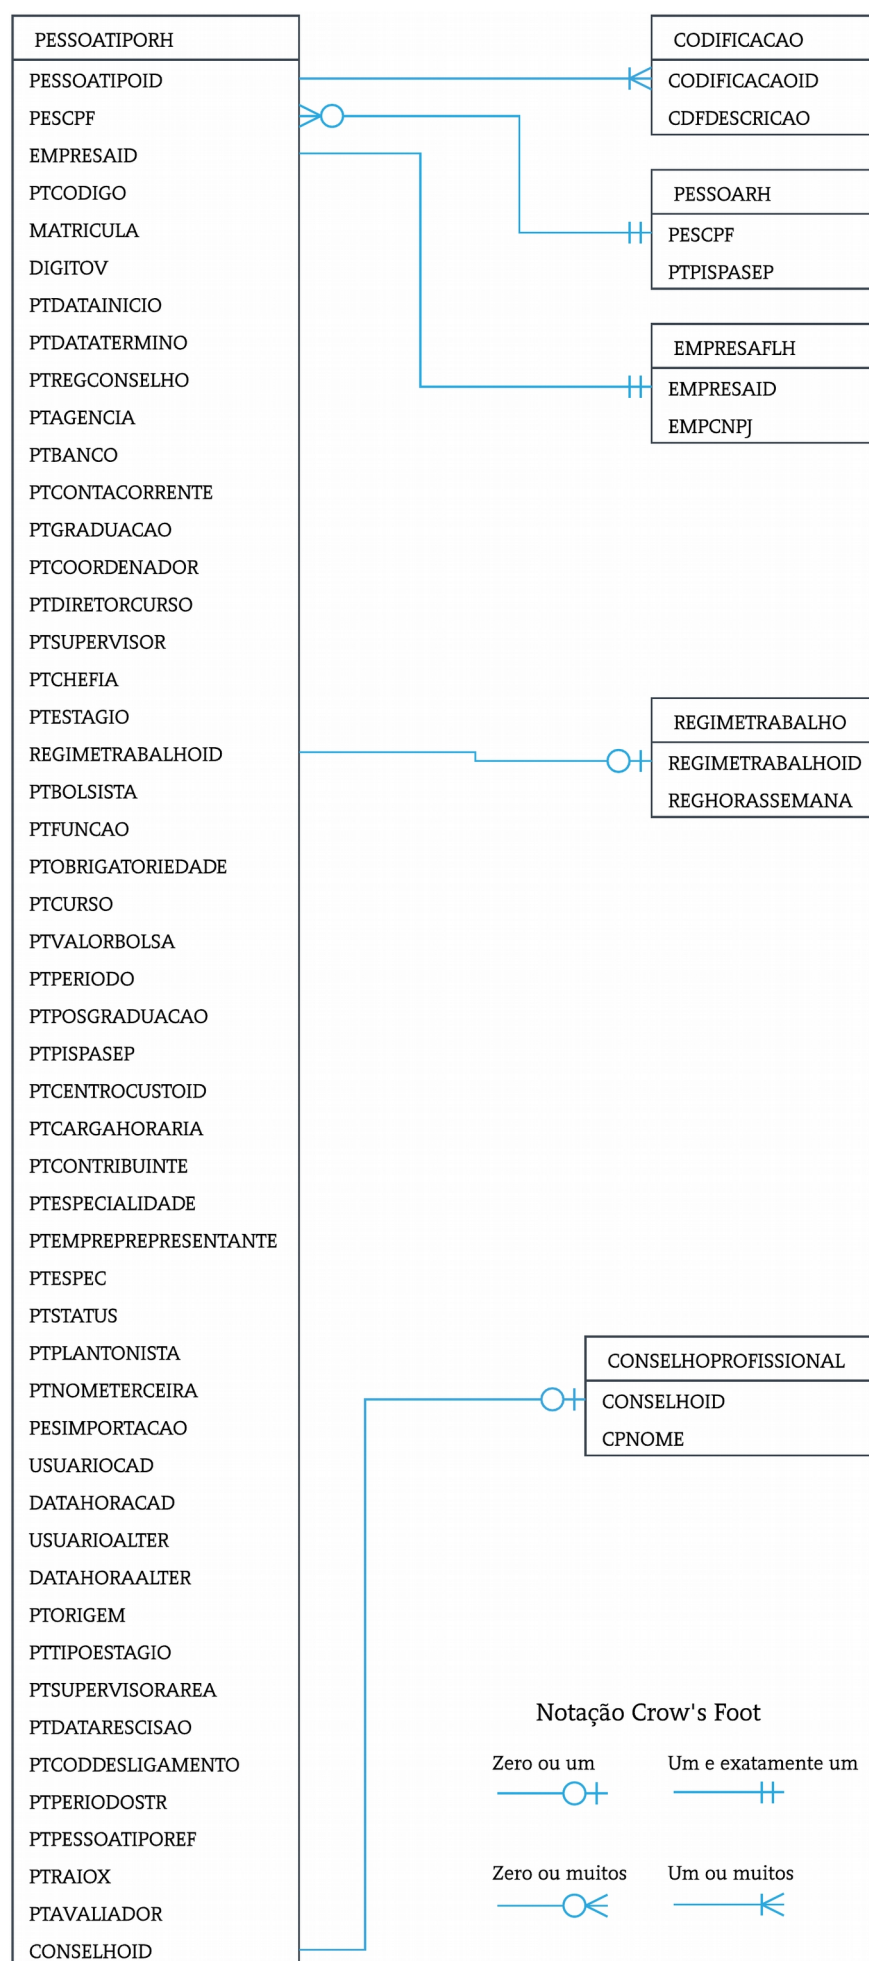 PESSOATIPORH
PESSOATIPOID
PESCPF
EMPRESAID
PTCODIGO
MATRICULA
DIGITOV
PTDATAINICIO
PTDATATERMINO
PTREGCONSELHO
PTAGENCIA
PTBANCO
PTCONTACORRENTE
PTGRADUACAO
PTCOORDENADOR
PTDIRETORCURSO
PTSUPERVISOR
PTCHEFIA
PTESTAGIO
REGIMETRABALHOID
PTBOLSISTA
PTFUNCAO
PTOBRIGATORIEDADE
PTCURSO
PTVALORBOLSA
PTPERIODO
PTPOSGRADUACAO
PTPISPASEP
PTCENTROCUSTOID
PTCARGAHORARIA
PTCONTRIBUINTE
PTESPECIALIDADE
PTEMPREPREPRESENTANTE
PTESPEC
PTSTATUS
PTPLANTONISTA
PTNOMETERCEIRA
PESIMPORTACAO
USUARIOCAD
DATAHORACAD
USUARIOALTER
DATAHORAALTER
PTORIGEM
PTTIPOESTAGIO
PTSUPERVISORAREA
PTDATARESCISAO
PTCODDESLIGAMENTO
PTPERIODOSTR
PTPESSOATIPOREF
PTRAIOX
PTAVALIADOR
CONSELHOID
CODIFICACAO
CODIFICACAOID
CDFDESCRICAO
PESSOARH
PESCPF
PTPISPASEP
EMPRESAFLH
EMPRESAID
EMPCNPJ
REGIMETRABALHO
REGIMETRABALHOID
REGHORASSEMANA
CONSELHOPROFISSIONAL
CONSELHOID
CPNOME
Notação Crow's Foot
Zero ou um
Um e exatamente um
Zero ou muitos
Um ou muitos